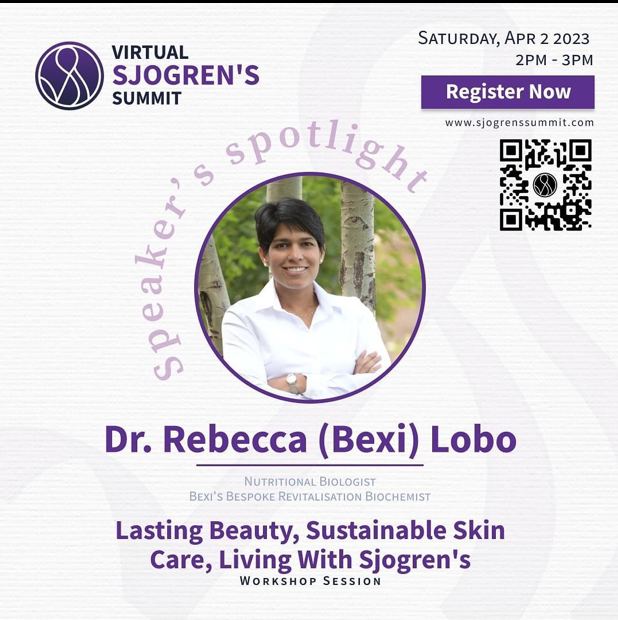 VIRTUAL
SJOGREN'S
SUMMIT
SATURDAY, APR 2 2023
2PM - 3PM
Register Now
www.sjogrenssummit.com
speaker's spotlight
Dr. Rebecca (Bexi) Lobo
NUTRITIONAL BIOLOGIST
BEXI'S BESPOKE REVITALISATION BIOCHEMIST
Lasting Beauty, Sustainable Skin
Care, Living With Sjogren's
WORKSHOP SESSION